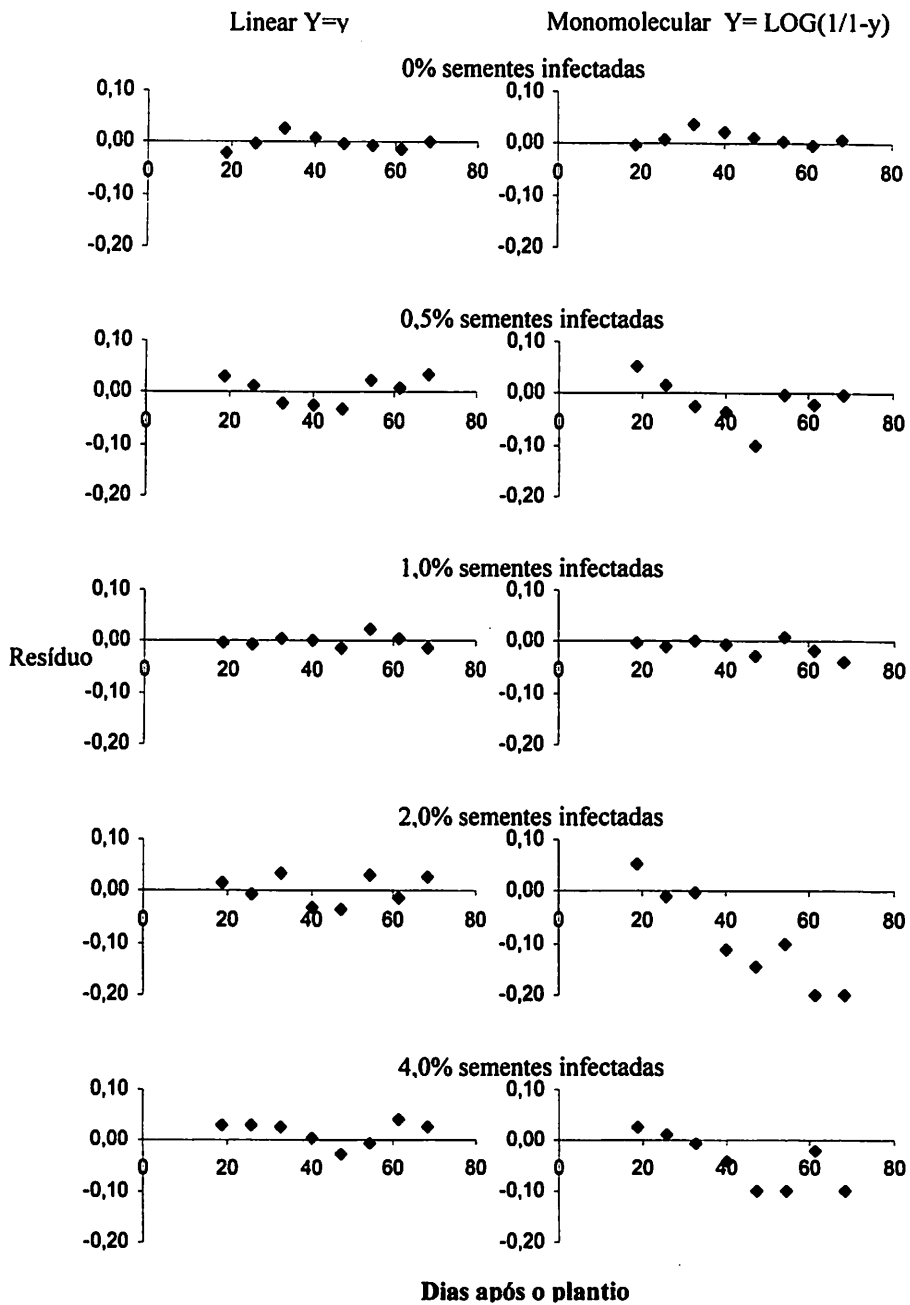 Linear Y=y Monomolecular Y= LOG(1/1-y)
0% sementes infectadas
0,10 0,10
0,00 0,00
0 20 40 60 80 0 20 40 60 80
-0,10 -0,10
-0,20 -0,20
0,5% sementes infectadas
0,10 0,10
0,00 0,00
0 20 40 60 80 0 20 40 60 80
-0,10 -0,10
-0,20 -0,20
1,0% sementes infectadas
0,10 0,10
0,00 0,00
Resíduo 0 20 40 60 80 0 20 40 60 80
-0,10 -0,10
-0,20 -0,20
2,0% sementes infectadas
0,10 0,10
0,00 0,00
0 20 40 60 80 0 20 40 60 80
-0,10 -0,10
-0,20 -0,20
4,0% sementes infectadas
0,10 0,10
0,00 0,00
0 20 40 60 80 0 20 40 60 80
-0,10 -0,10
-0,20 -0,20
Dias após o plantio